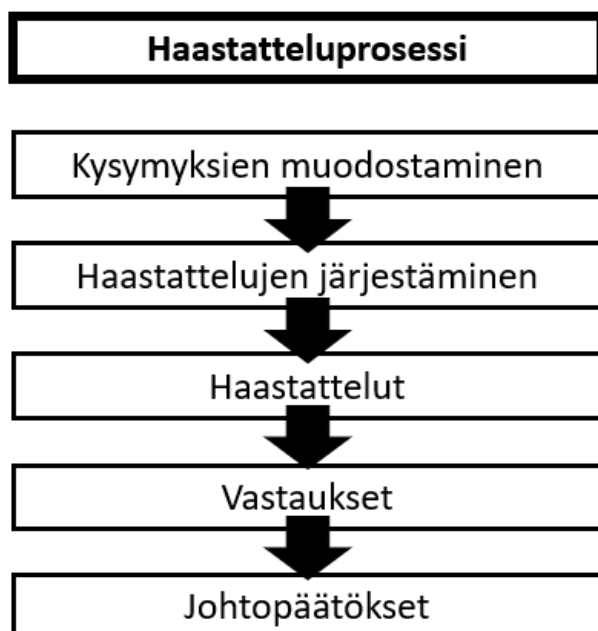 Haastatteluprosessi
Kysymyksien muodostaminen
Haastattelujen järjestäminen
Haastattelut
Vastaukset
Johtopäätökset